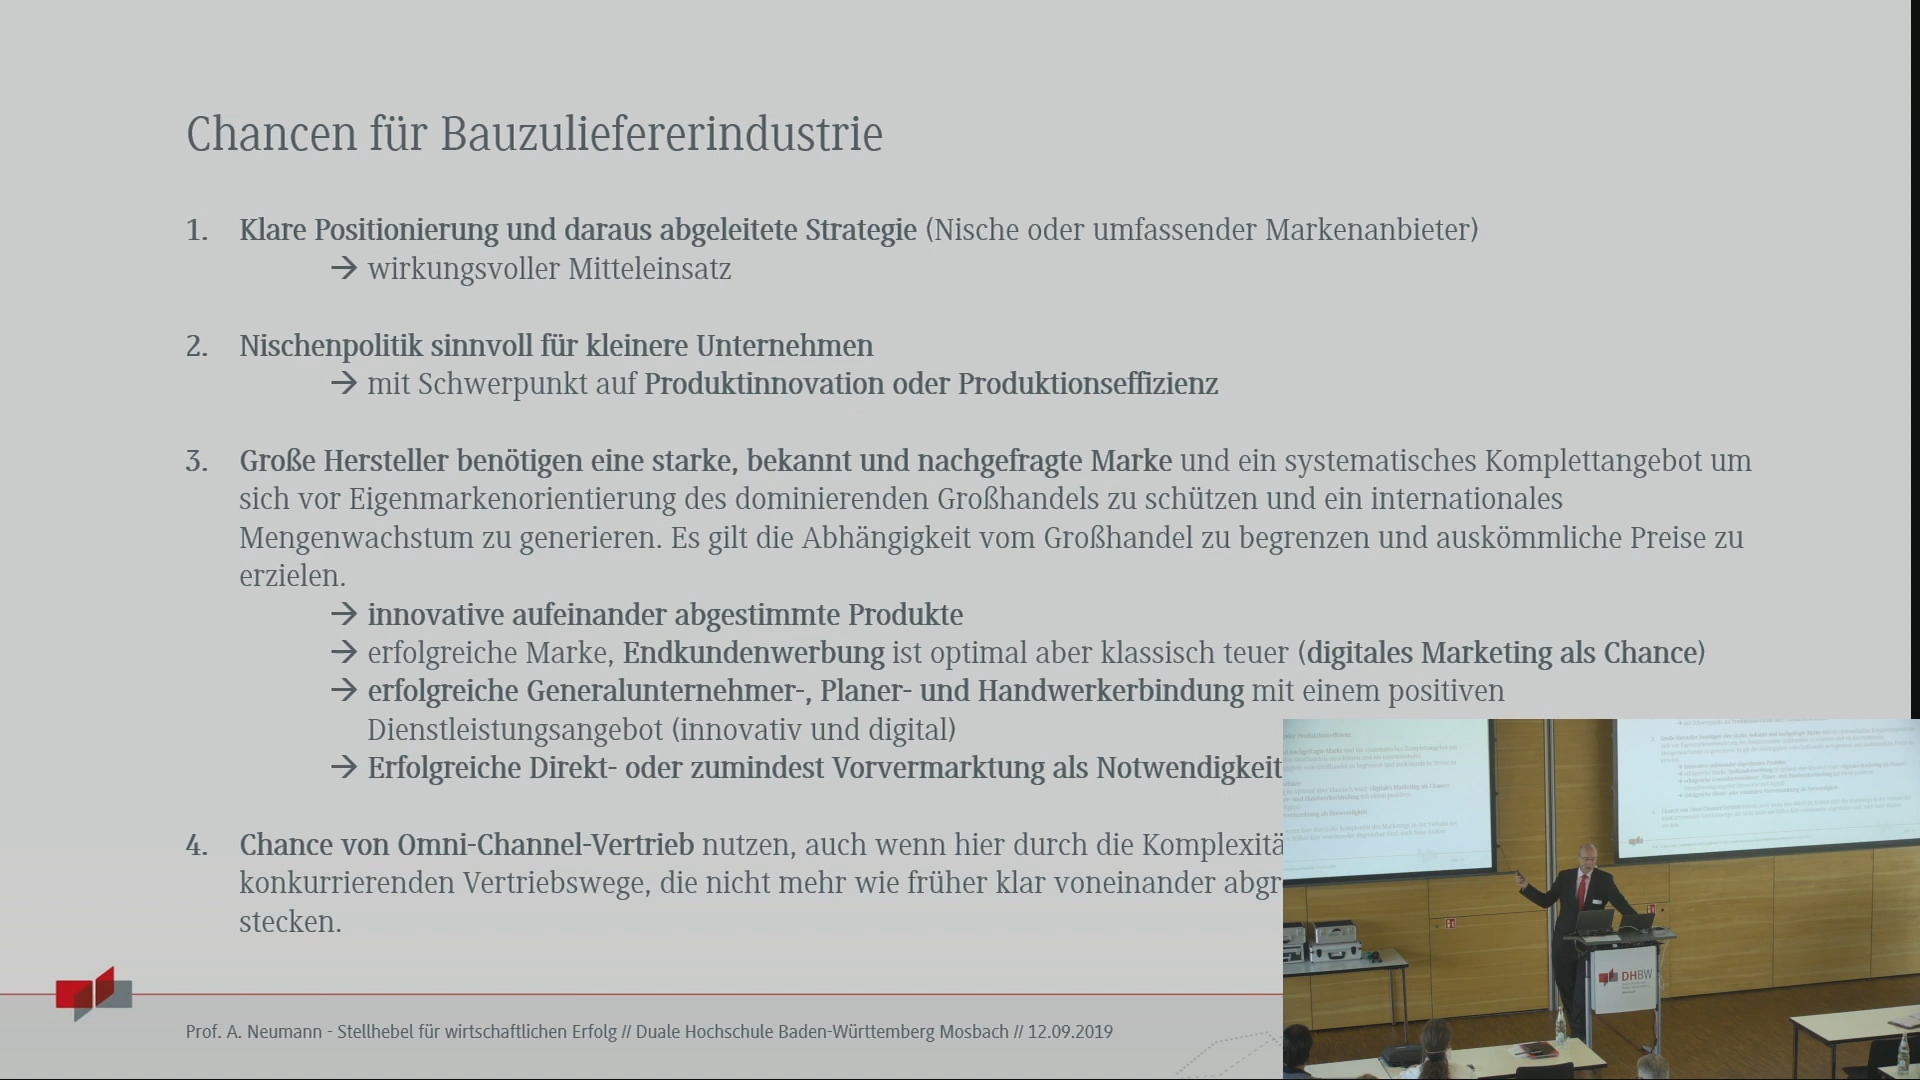 Chancen für Bauzuliefererindustrie
1. Klare Positionierung und daraus abgeleitete Strategie (Nische oder umfassender Markenanbieter)
→ wirkungsvoller Mitteleinsatz
2. Nischenpolitik sinnvoll für kleinere Unternehmen
→ mit Schwerpunkt auf Produktinnovation oder Produktionseffizienz
3. Große Hersteller benötigen eine starke, bekannt und nachgefragte Marke und ein systematisches Komplettangebot um
sich vor Eigenmarkenorientierung des dominierenden Großhandels zu schützen und ein internationales
Mengenwachstum zu generieren. Es gilt die Abhängigkeit vom Großhandel zu begrenzen und auskömmliche Preise zu
erzielen.
→ innovative aufeinander abgestimmte Produkte
→ erfolgreiche Marke, Endkundenwerbung ist optimal aber klassisch teuer (digitales Marketing als Chance)
→ erfolgreiche Generalunternehmer-, Planer- und Handwerkerbindung mit einem positiven
Dienstleistungsangebot (innovativ und digital)
→ Erfolgreiche Direkt- oder zumindest Vorvermarktung als Notwendigkeit
4. Chance von Omni-Channel-Vertrieb nutzen, auch wenn hier durch die Komplexitä
konkurrierenden Vertriebswege, die nicht mehr wie früher klar voneinander abgr
stecken.
Prof. A. Neumann - Stellhebel für wirtschaftlichen Erfolg // Duale Hochschule Baden-Württemberg Mosbach // 12.09.2019
DHBW